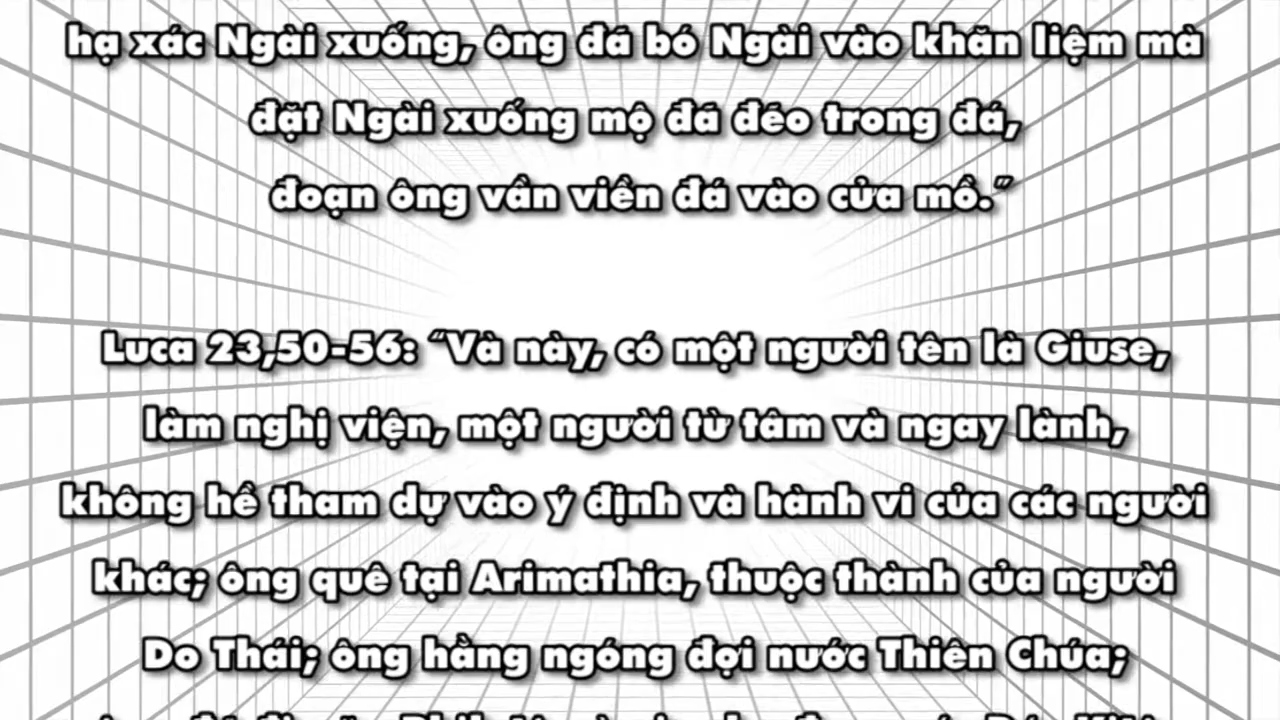 hạ xác Ngài xuống, ông đã bó Ngài vào khăn liệm mà
đặt Ngài xuống mộ đá đéo trong đá,
đoạn ông vần viền đá vào cửa mồ.”
Luca 23,50-56: “Và này, có một người tên là Giuse,
làm nghị viện, một người từ tâm và ngay lành,
không hề tham dự vào ý định và hành vi của các người
khác; ông quê tại Arimathia, thuộc thành của người
Do Thái; ông hằng ngóng đợi nước Thiên Chúa;